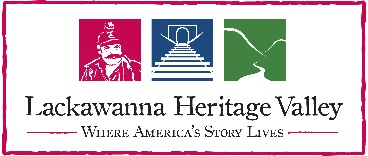 Lackawanna Heritage Valley
Where America's Story Lives